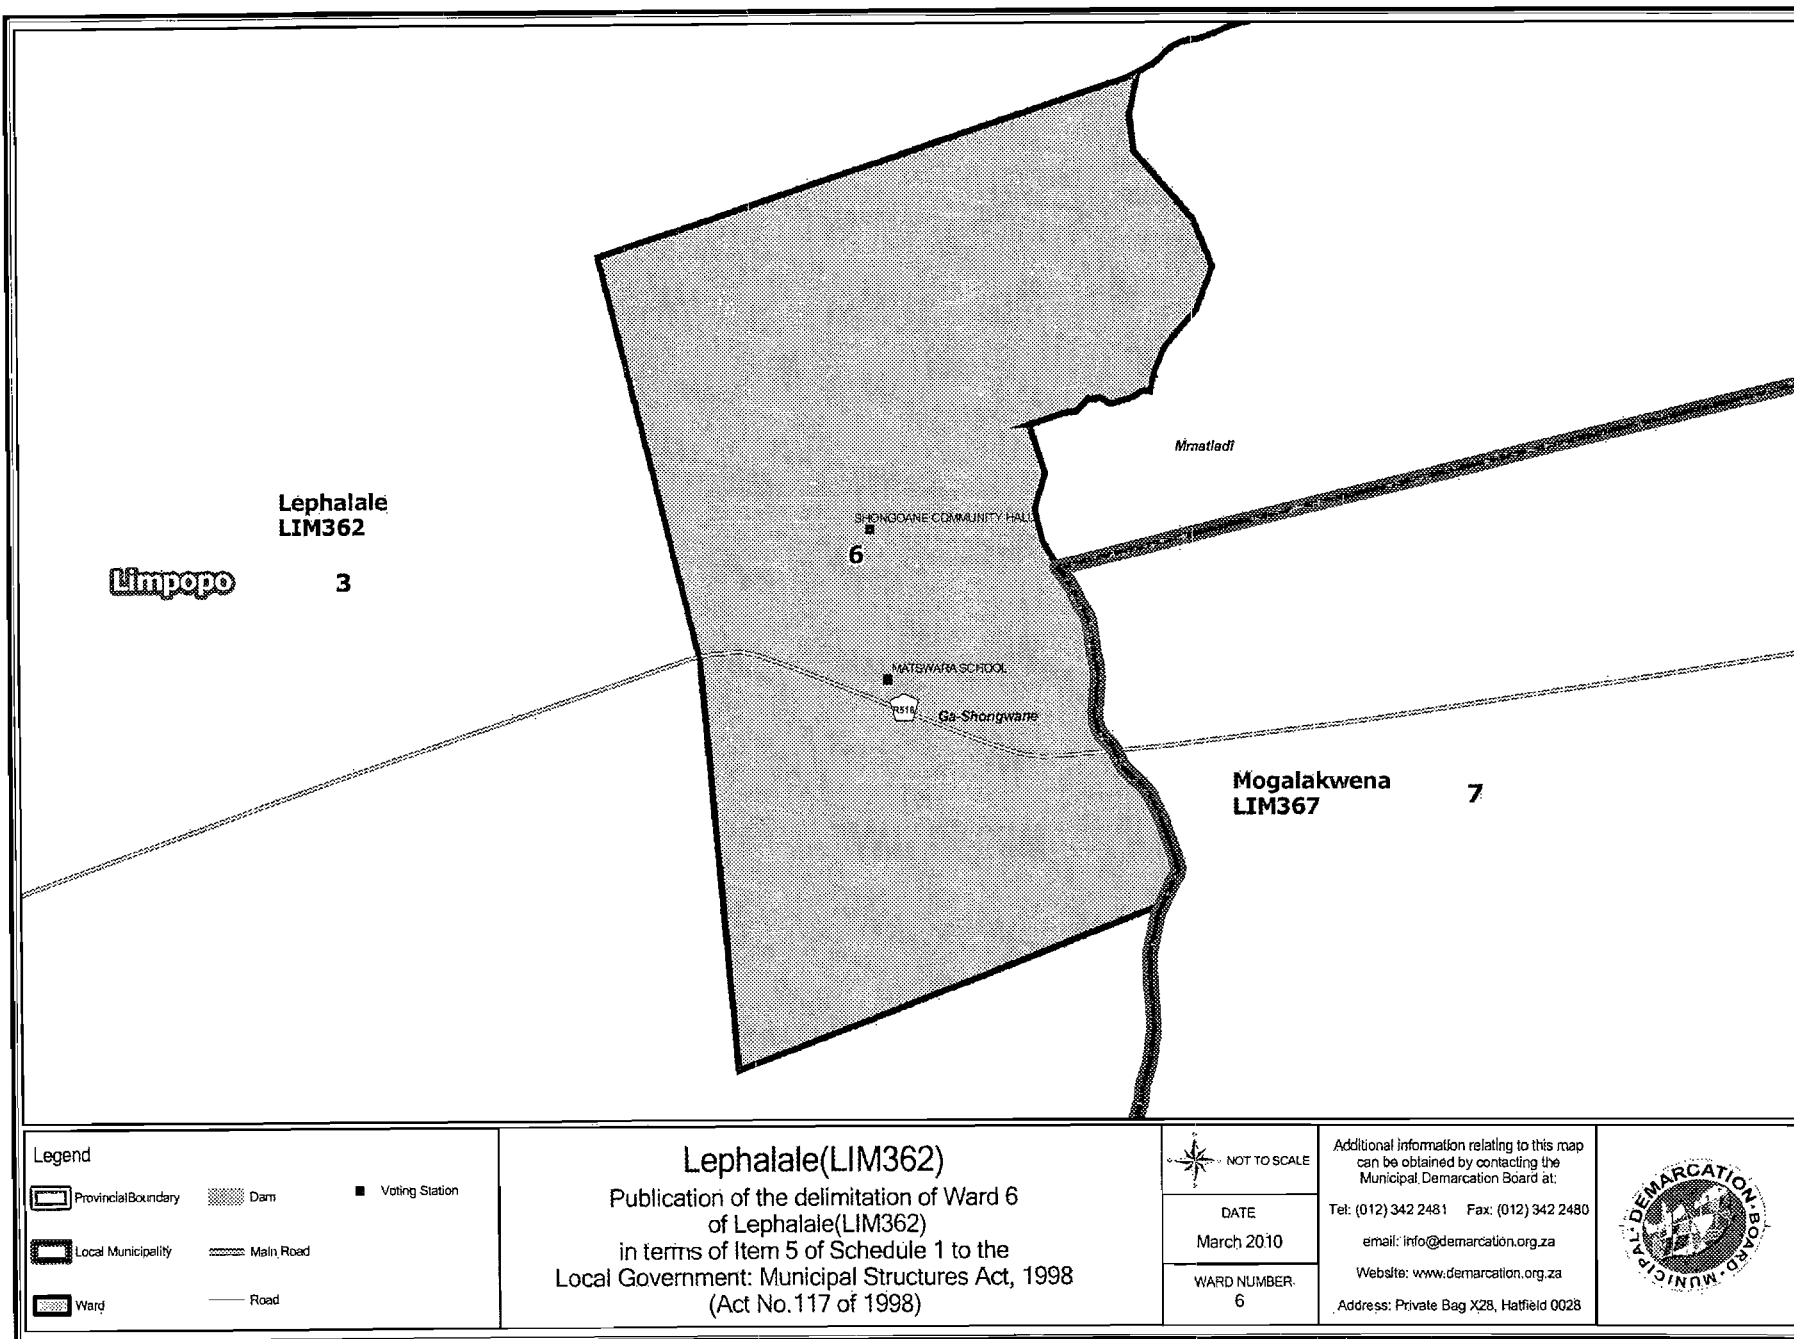 Mmatladi
Lephalale
LIM362
SHONGOANE COMMUNITY HALL
6
Limpopo
3
MATSWARA SCHOOL
R518
Ga-Shongwane
Mogalakwena
LIM367
7
Legend
Provincial Boundary
Dam
Voting Station
Local Municipality
Main Road
Ward
Road
Lephalale(LIM362)
Publication of the delimitation of Ward 6
of Lephalale(LIM362)
in terms of Item 5 of Schedule 1 to the
Local Government: Municipal Structures Act, 1998
(Act No.117 of 1998)
NOT TO SCALE
DATE
March 2010
WARD NUMBER
6
Additional information relating to this map
can be obtained by contacting the
Municipal Demarcation Board at:
Tel: (012) 342 2481 Fax: (012) 342 2480
email: info@demarcation.org.za
Website: www.demarcation.org.za
Address: Private Bag X28, Hatfield 0028
MUNICIPAL DEMARCATION BOARD